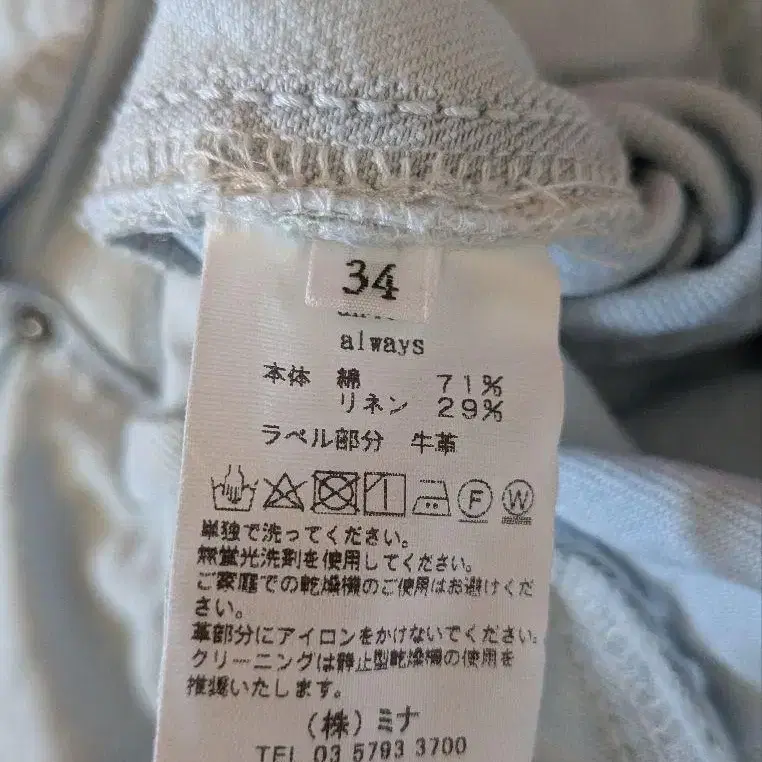 34
always
本体 綿 71%
リネン 29%
ラベル部分 牛革
F W
単独で洗ってください。
無蛍光洗剤を使用してください。
ご家庭での乾燥機のご使用はお避けくだ
さい。
革部分にアイロンをかけないでください。
クリーニングは静止型乾燥機の使用を
推奨いたします。
(株)ミナ
TEL 03 5793 3700